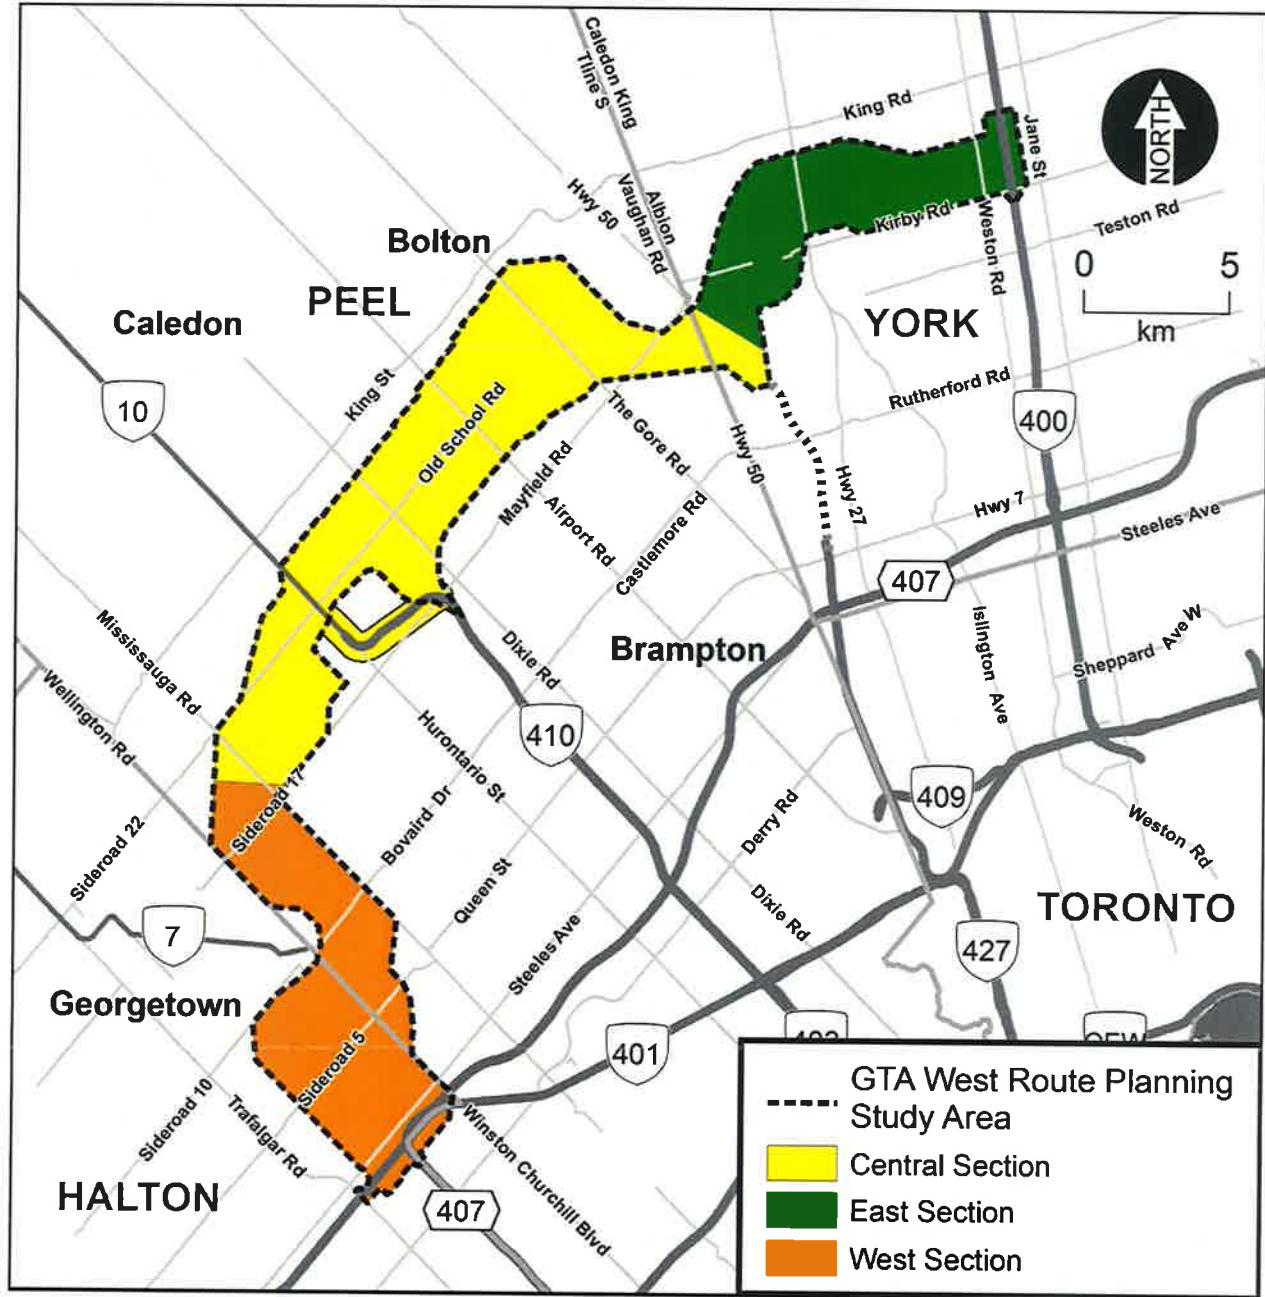 Caledon King
Tline S
King Rd
Jane St
NORTH
Hwy 50
Albion
Vaughan Rd
Kirby Rd
Weston Rd
Teston Rd
Bolton
PEEL
Caledon
0 5
km
YORK
King St
Rutherford Rd
10
Old School Rd
The Gore Rd
400
Mayfield Rd
Hwy 50
Hwy 27
Airport Rd
Castlemore Rd
Hwy 7
Steeles Ave
407
Mississauga Rd
Dixie Rd
Brampton
Islington Ave
Sheppard Ave W
Wellington Rd
410
Hurontario St
Sideroad 17
409
Sideroad 22
Bovaird Dr
Derry Rd
Weston Rd
Queen St
Dixie Rd
TORONTO
7
Steeles Ave
427
Georgetown
401
Sideroad 5
Sideroad 10
Trafalgar Rd
Winston Churchill Blvd
HALTON
407
GTA West Route Planning
Study Area
Central Section
East Section
West Section